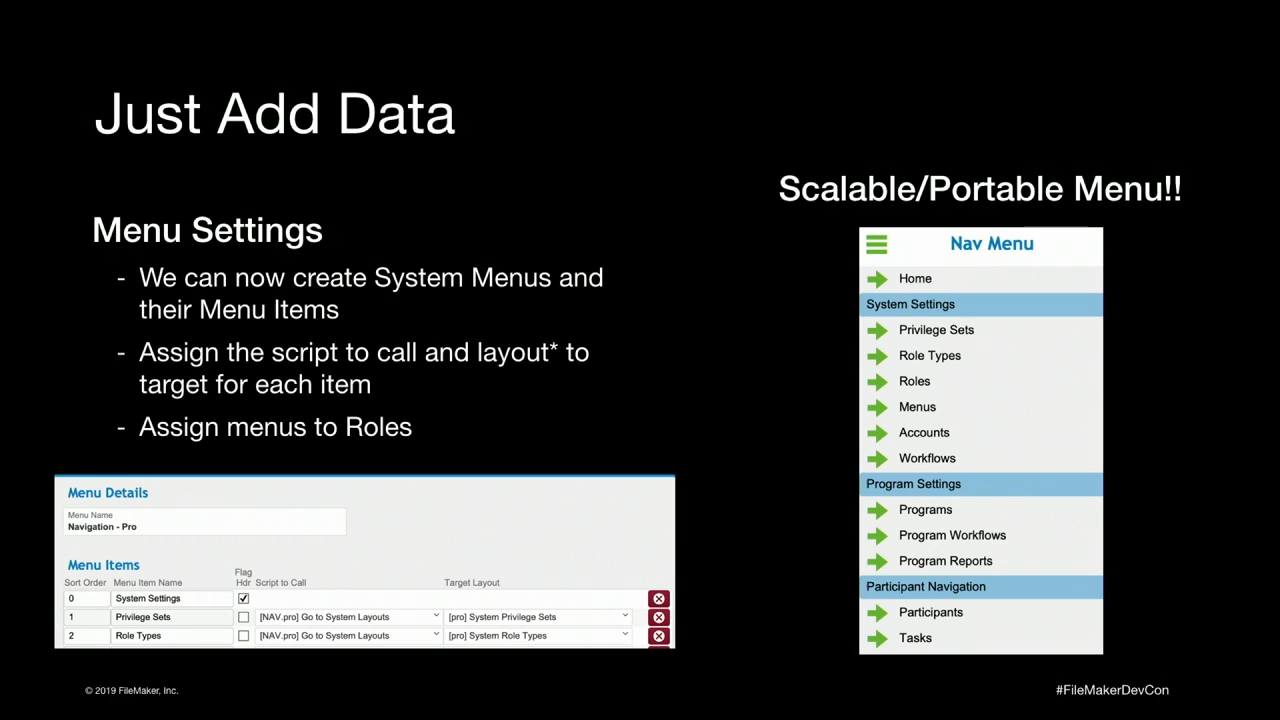 Just Add Data
Menu Settings
- We can now create System Menus and
their Menu Items
- Assign the script to call and layout* to
target for each item
- Assign menus to Roles
Menu Details
Menu Name
Navigation - Pro
Menu Items
Flag
Sort Order Menu Item Name Hdr Script to Call Target Layout
0 System Settings
1 Privilege Sets [NAV.pro] Go to System Layouts [pro] System Privilege Sets
2 Role Types [NAV.pro] Go to System Layouts [pro] System Role Types
Scalable/Portable Menu!!
Nav Menu
Home
System Settings
Privilege Sets
Role Types
Roles
Menus
Accounts
Workflows
Program Settings
Programs
Program Workflows
Program Reports
Participant Navigation
Participants
Tasks
© 2019 FileMaker, Inc.
#FileMakerDevCon